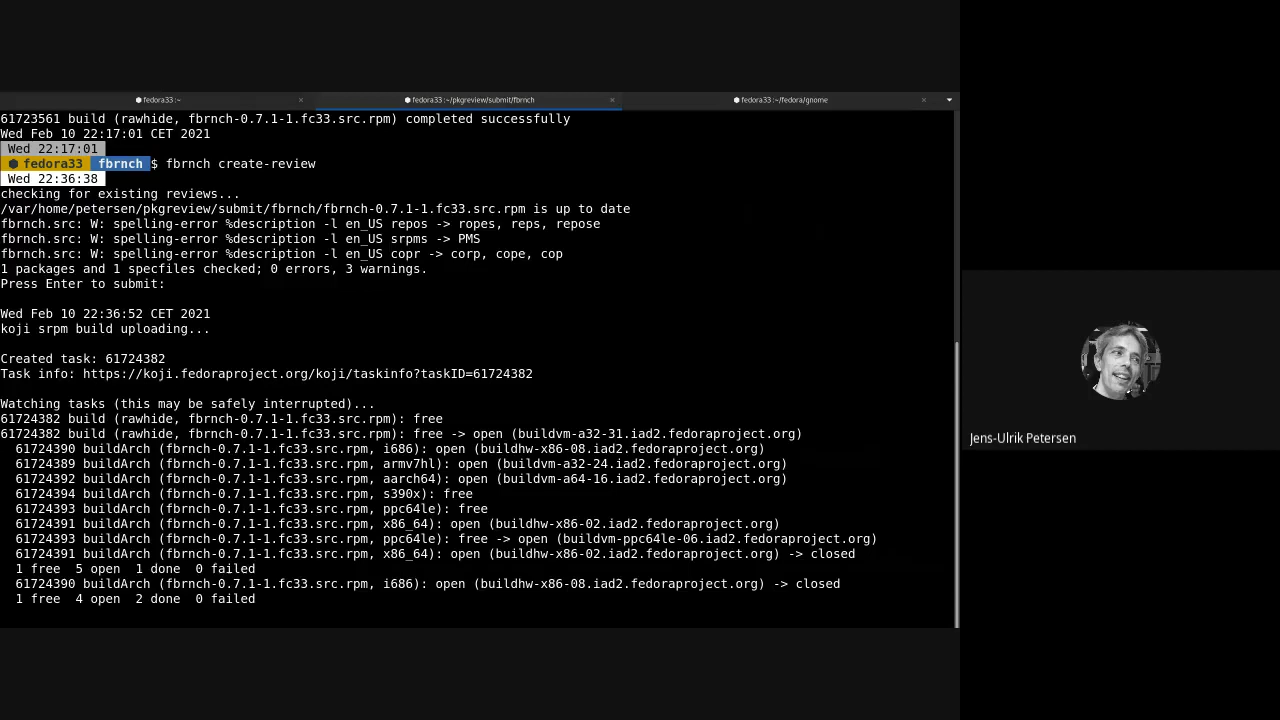 fedora33:~ × fedora33:~/pkgreview/submit/fbrnch × fedora33:~/fedora/gnome ×
61723561 build (rawhide, fbrnch-0.7.1-1.fc33.src.rpm) completed successfully
Wed Feb 10 22:17:01 CET 2021
Wed 22:17:01
fedora33 fbrnch $ fbrnch create-review
Wed 22:36:38
checking for existing reviews...
/var/home/petersen/pkgreview/submit/fbrnch/fbrnch-0.7.1-1.fc33.src.rpm is up to date
fbrnch.src: W: spelling-error %description -l en_US repos -> ropes, reps, repose
fbrnch.src: W: spelling-error %description -l en_US srpms -> PMS
fbrnch.src: W: spelling-error %description -l en_US copr -> corp, cope, cop
1 packages and 1 specfiles checked; 0 errors, 3 warnings.
Press Enter to submit:
Wed Feb 10 22:36:52 CET 2021
koji srpm build uploading...
Created task: 61724382
Task info: https://koji.fedoraproject.org/koji/taskinfo?taskID=61724382
Watching tasks (this may be safely interrupted)...
61724382 build (rawhide, fbrnch-0.7.1-1.fc33.src.rpm): free
61724382 build (rawhide, fbrnch-0.7.1-1.fc33.src.rpm): free -> open (buildvm-a32-31.iad2.fedoraproject.org)
61724390 buildArch (fbrnch-0.7.1-1.fc33.src.rpm, i686): open (buildhw-x86-08.iad2.fedoraproject.org)
61724389 buildArch (fbrnch-0.7.1-1.fc33.src.rpm, armv7hl): open (buildvm-a32-24.iad2.fedoraproject.org)
61724392 buildArch (fbrnch-0.7.1-1.fc33.src.rpm, aarch64): open (buildvm-a64-16.iad2.fedoraproject.org)
61724394 buildArch (fbrnch-0.7.1-1.fc33.src.rpm, s390x): free
61724393 buildArch (fbrnch-0.7.1-1.fc33.src.rpm, ppc64le): free
61724391 buildArch (fbrnch-0.7.1-1.fc33.src.rpm, x86_64): open (buildhw-x86-02.iad2.fedoraproject.org)
61724393 buildArch (fbrnch-0.7.1-1.fc33.src.rpm, ppc64le): free -> open (buildvm-ppc64le-06.iad2.fedoraproject.org)
61724391 buildArch (fbrnch-0.7.1-1.fc33.src.rpm, x86_64): open (buildhw-x86-02.iad2.fedoraproject.org) -> closed
1 free 5 open 1 done 0 failed
61724390 buildArch (fbrnch-0.7.1-1.fc33.src.rpm, i686): open (buildhw-x86-08.iad2.fedoraproject.org) -> closed
1 free 4 open 2 done 0 failed
Jens-Ulrik Petersen